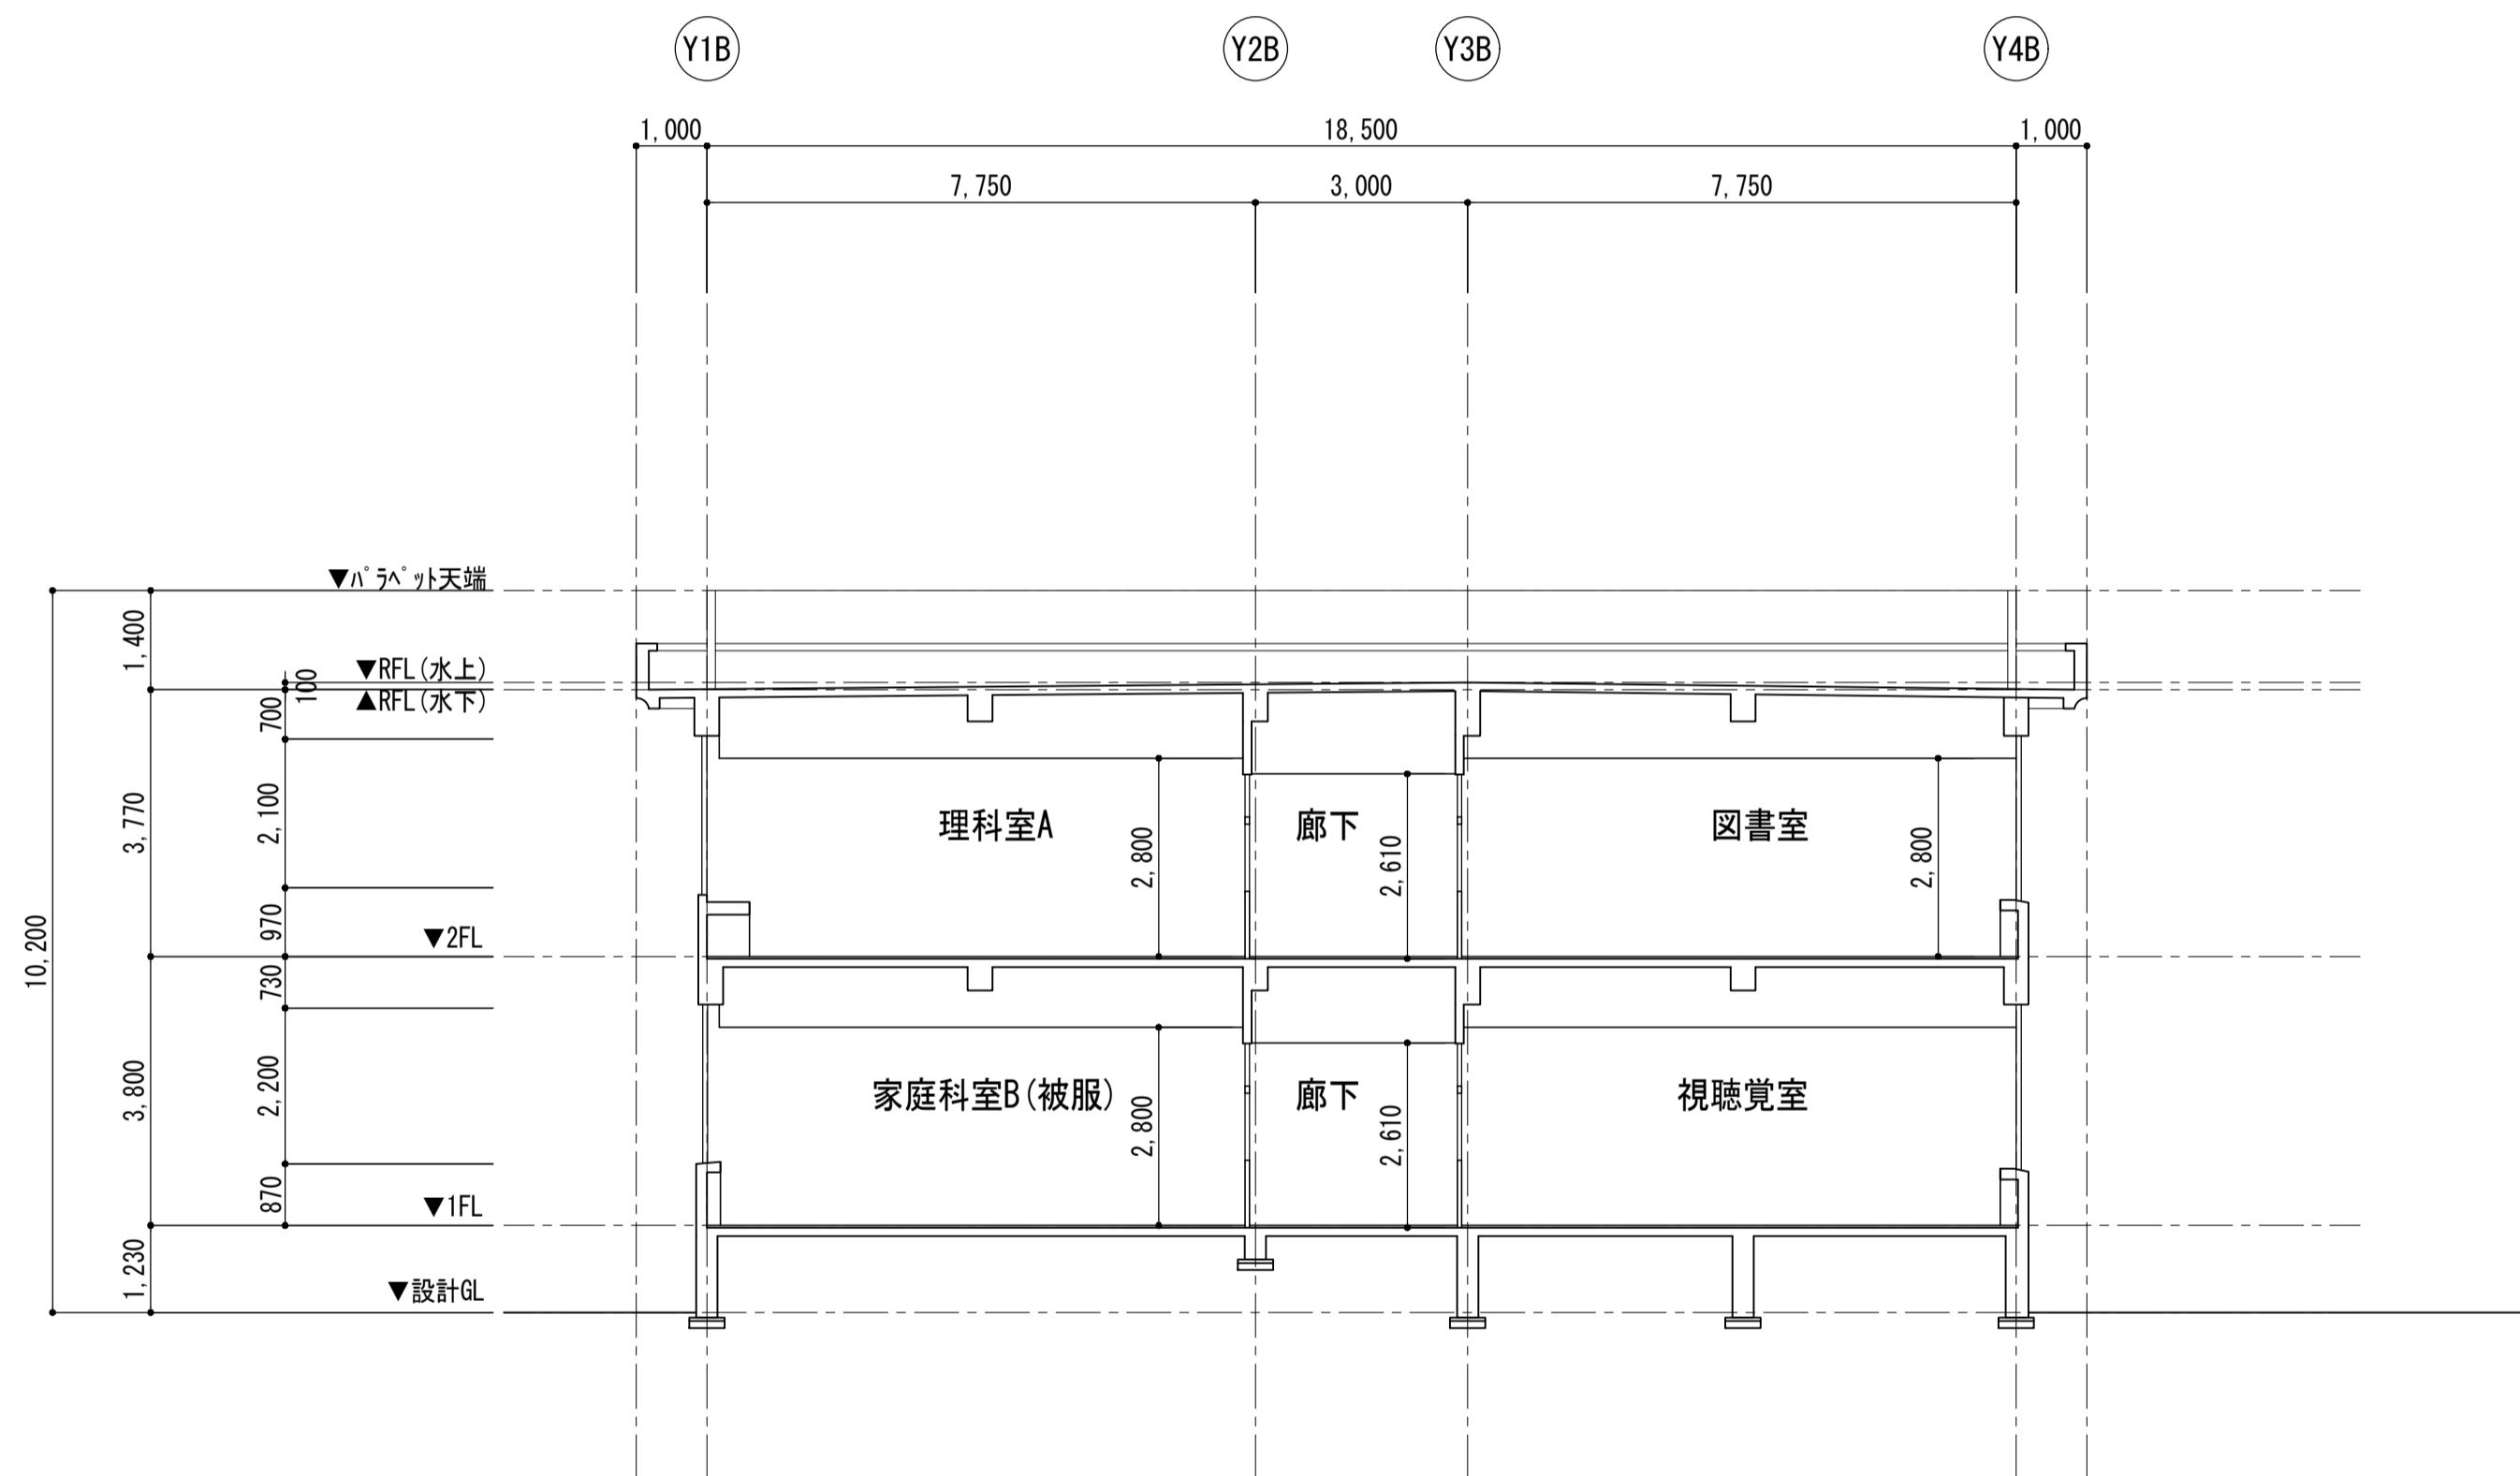 Y1B Y2B Y3B Y4B
1,000 18,500 1,000
7,750 3,000 7,750
▼パラペット天端
1,400
▼RFL(水上)
100
▲RFL(水下)
700
2,100
3,770
理科室A 廊下 図書室
2,800 2,610 2,800
970
10,200
▼2FL
730
2,200
3,800
家庭科室B(被服) 廊下 視聴覚室
2,800 2,610
870
▼1FL
1,230
▼設計GL